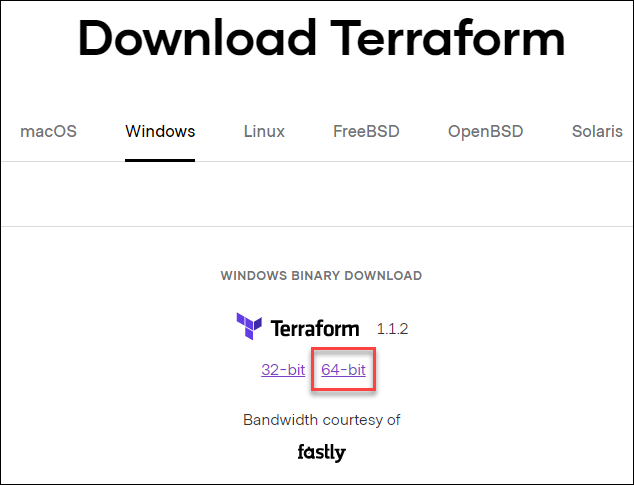 Download Terraform
macOS Windows Linux FreeBSD OpenBSD Solaris
WINDOWS BINARY DOWNLOAD
Terraform 1.1.2
32-bit 64-bit
Bandwidth courtesy of
fastly